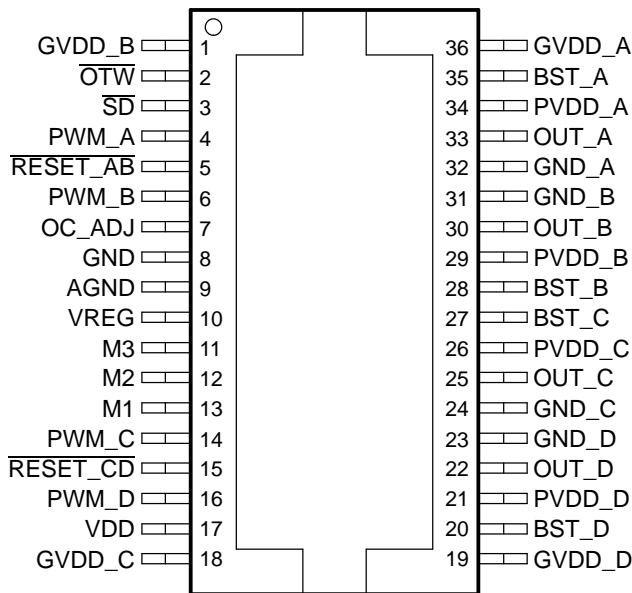 GVDD_B 1 36 GVDD_A
OTW 2 35 BST_A
SD 3 34 PVDD_A
PWM_A 4 33 OUT_A
RESET_AB 5 32 GND_A
PWM_B 6 31 GND_B
OC_ADJ 7 30 OUT_B
GND 8 29 PVDD_B
AGND 9 28 BST_B
VREG 10 27 BST_C
M3 11 26 PVDD_C
M2 12 25 OUT_C
M1 13 24 GND_C
PWM_C 14 23 GND_D
RESET_CD 15 22 OUT_D
PWM_D 16 21 PVDD_D
VDD 17 20 BST_D
GVDD_C 18 19 GVDD_D